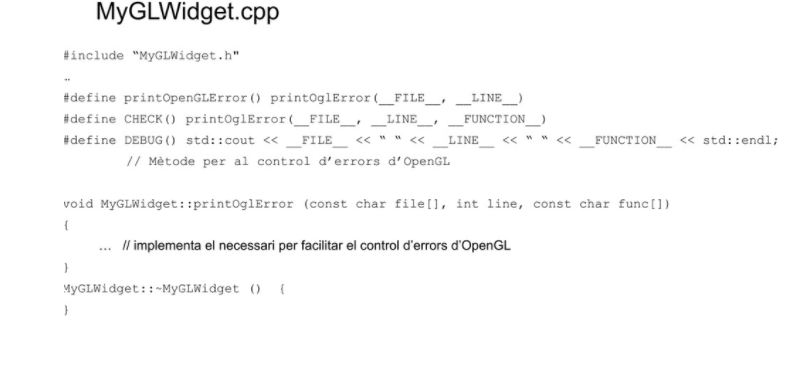 MyGLWidget.cpp
#include “MyGLWidget.h"
..
#define printOpenGLError() printOglError(__FILE__, __LINE__)
#define CHECK() printOglError(__FILE__, __LINE__, __FUNCTION__)
#define DEBUG() std::cout << __FILE__ << “ “ << __LINE__ << “ “ << __FUNCTION__ << std::endl;
// Mètode per al control d’errors d’OpenGL
void MyGLWidget::printOglError (const char file[], int line, const char func[])
{
... // implementa el necessari per facilitar el control d’errors d’OpenGL
}
MyGLWidget::~MyGLWidget () {
}